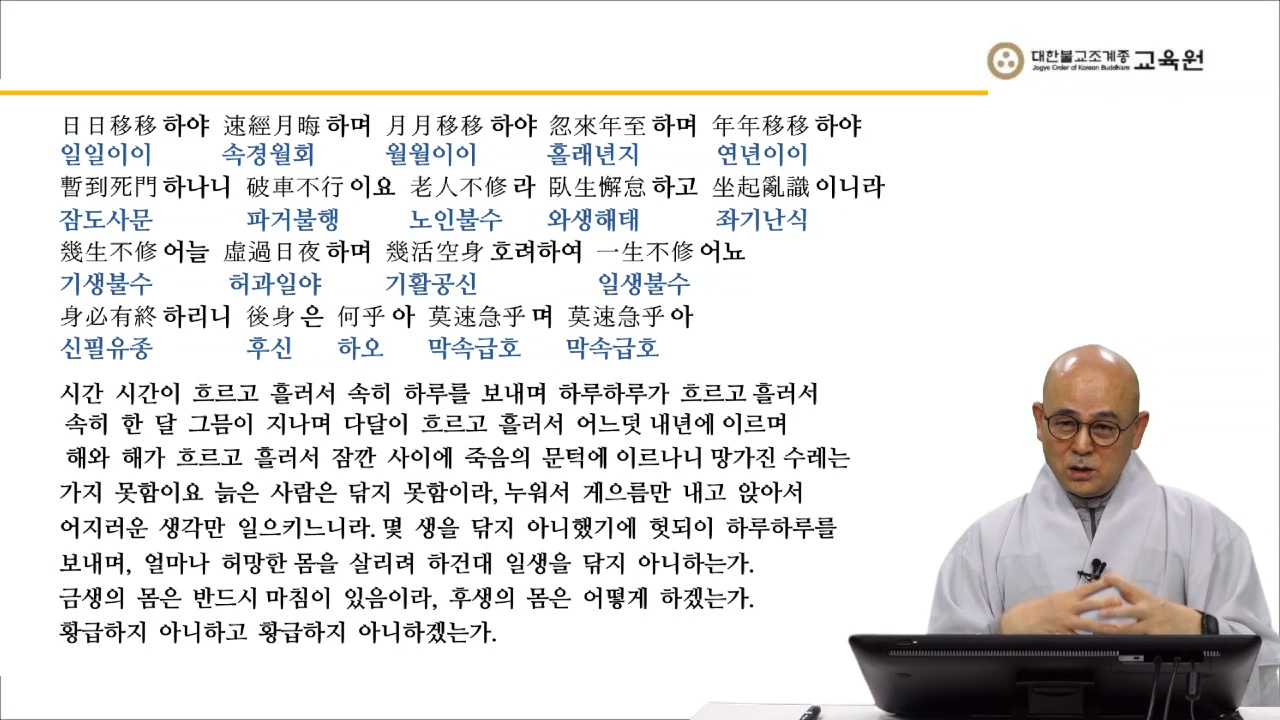 대한불교조계종 교육원
Jogye Order of Korean Buddhism
日日移移 하야 速經月晦 하며 月月移移 하야 忽來年至 하며 年年移移 하야
일일이이 속경월회 월월이이 홀래년지 연년이이
暫到死門 하나니 破車不行 이요 老人不修 라 臥生懈怠 하고 坐起亂識 이니라
잠도사문 파거불행 노인불수 와생해태 좌기난식
幾生不修 어늘 虛過日夜 하며 幾活空身 호려하여 一生不修 어뇨
기생불수 허과일야 기활공신 일생불수
身必有終 하리니 後身 은 何乎 아 莫速急乎 며 莫速急乎 아
신필유종 후신 하오 막속급호 막속급호
시간 시간이 흐르고 흘러서 속히 하루를 보내며 하루하루가 흐르고 흘러서
속히 한 달 그믐이 지나며 다달이 흐르고 흘러서 어느덧 내년에 이르며
해와 해가 흐르고 흘러서 잠깐 사이에 죽음의 문턱에 이르나니 망가진 수레는
가지 못함이요 늙은 사람은 닦지 못함이라, 누워서 게으름만 내고 앉아서
어지러운 생각만 일으키느니라. 몇 생을 닦지 아니했기에 헛되이 하루하루를
보내며, 얼마나 허망한 몸을 살리려 하건대 일생을 닦지 아니하는가.
금생의 몸은 반드시 마침이 있음이라, 후생의 몸은 어떻게 하겠는가.
황급하지 아니하고 황급하지 아니하겠는가.